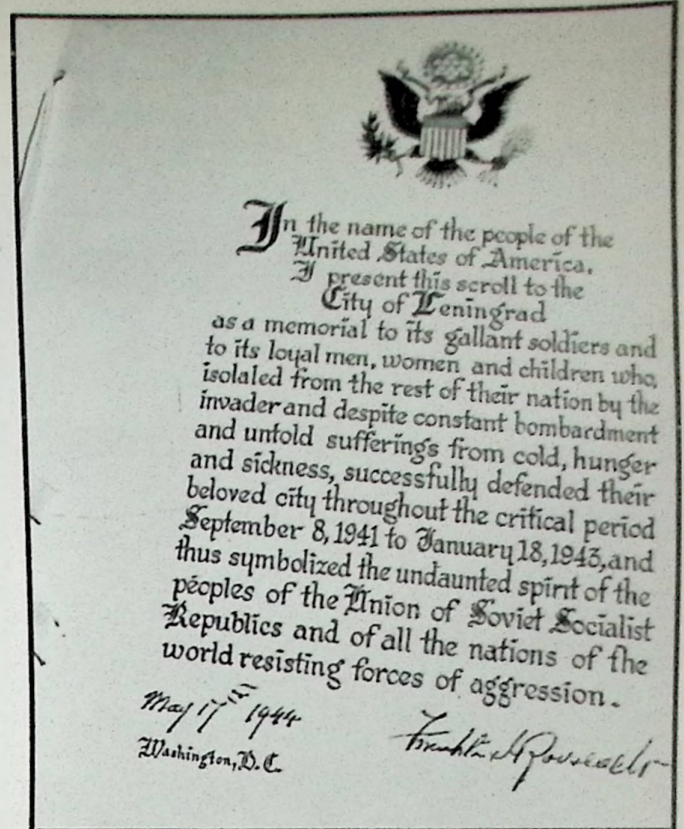 In the name of the people of the
United States of America,
I present this scroll to the
City of Leningrad
as a memorial to its gallant soldiers and
to its loyal men, women and children who,
isolated from the rest of their nation by the
invader and despite constant bombardment
and untold sufferings from cold, hunger
and sickness, successfully defended their
beloved city throughout the critical period
September 8, 1941 to January 18, 1943, and
thus symbolized the undaunted spirit of the
peoples of the Union of Soviet Socialist
Republics and of all the nations of the
world resisting forces of aggression.
May 17th 1944
Washington, D.C.
Franklin D Roosevelt